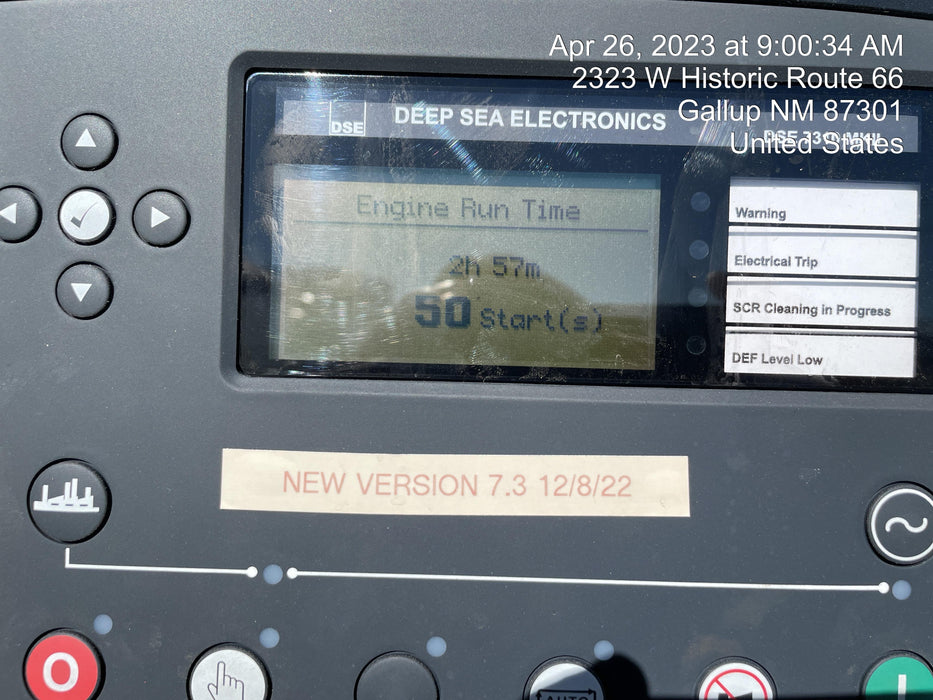 Apr 26, 2023 at 9:00:34 AM
2323 W Historic Route 66
Gallup NM 87301
United States
DSE
DEEP SEA ELECTRONICS
Engine Run Time
2h 57m
50 Start(s)
Warning
Electrical Trip
SCR Cleaning in Progress
DEF Level Low
NEW VERSION 7.3 12/8/22
AUTO